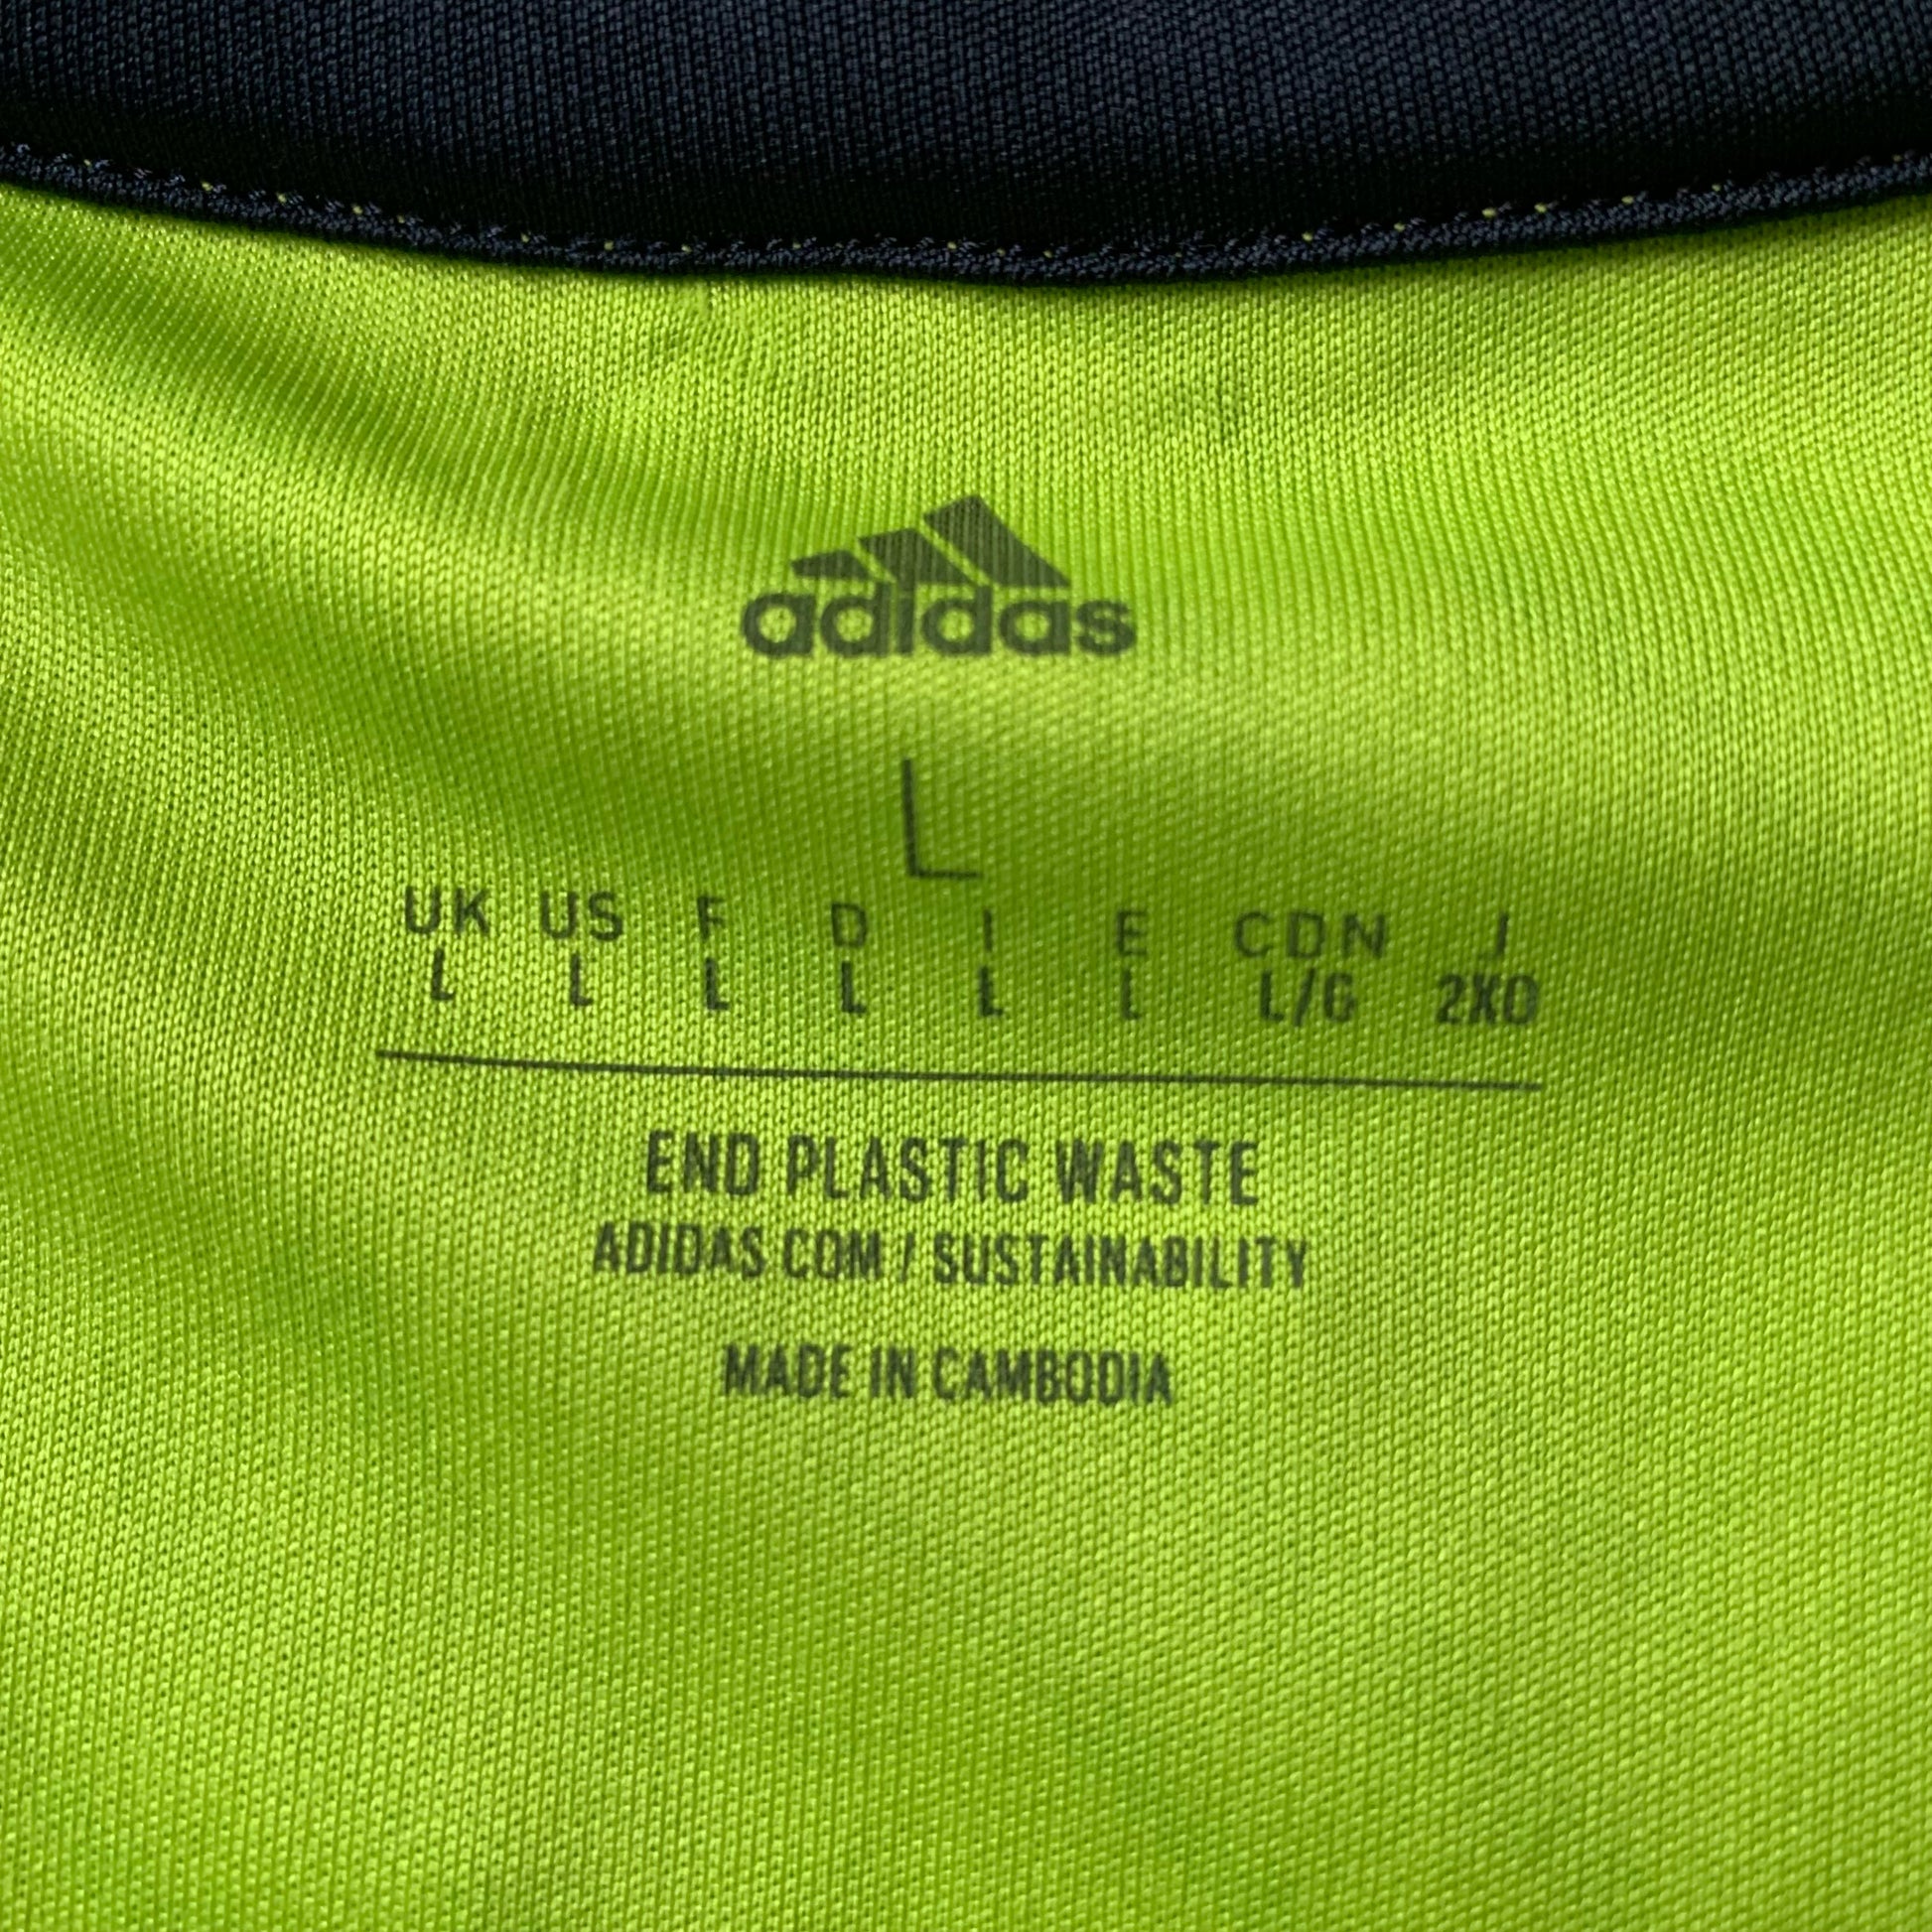 adidas
L
UK US F D I E CDN J
L L L L L L L/G 2XO
END PLASTIC WASTE
ADIDAS.COM / SUSTAINABILITY
MADE IN CAMBODIA